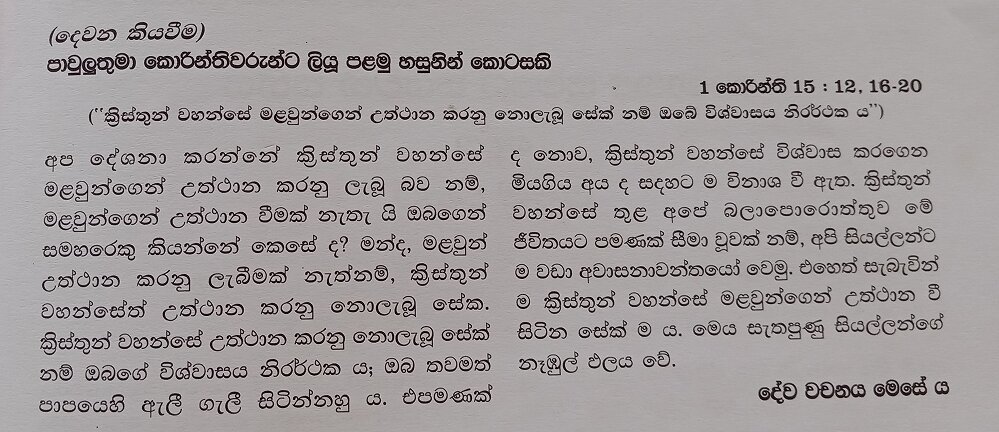 (දෙවන කියවීම)
පාවුලුතුමා කොරින්තිවරුන්ට ලියූ පළමු හසුනින් කොටසකි
1 කොරින්ති 15 : 12, 16-20
("ක්‍රිස්තුන් වහන්සේ මළවුන්ගෙන් උත්ථාන කරනු නොලැබූ සේක් නම් ඔබේ විශ්වාසය නිරර්ථක ය")
අප දේශනා කරන්නේ ක්‍රිස්තුන් වහන්සේ
මළවුන්ගෙන් උත්ථාන කරනු ලැබූ බව නම්,
මළවුන්ගෙන් උත්ථාන වීමක් නැතැ යි ඔබගෙන්
සමහරෙකු කියන්නේ කෙසේ ද? මන්ද, මළවුන්
උත්ථාන කරනු ලැබීමක් නැත්නම්, ක්‍රිස්තුන්
වහන්සේත් උත්ථාන කරනු නොලැබූ සේක.
ක්‍රිස්තුන් වහන්සේ උත්ථාන කරනු නොලැබූ සේක්
නම් ඔබගේ විශ්වාසය නිරර්ථක ය; ඔබ තවමත්
පාපයෙහි ඇලී ගැලී සිටින්නහු ය. එපමණක්
ද නොව, ක්‍රිස්තුන් වහන්සේ විශ්වාස කරගෙන
මියගිය අය ද සදහට ම විනාශ වී ඇත. ක්‍රිස්තුන්
වහන්සේ තුළ අපේ බලාපොරොත්තුව මේ
ජීවිතයට පමණක් සීමා වූවක් නම්, අපි සියල්ලන්ට
ම වඩා අවාසනාවන්තයෝ වෙමු. එහෙත් සැබැවින්
ම ක්‍රිස්තුන් වහන්සේ මළවුන්ගෙන් උත්ථාන වී
සිටින සේක් ම ය. මෙය සැතපුණු සියල්ලන්ගේ
නෑඹුල් ඵලය වේ.
දේව වචනය මෙසේ ය